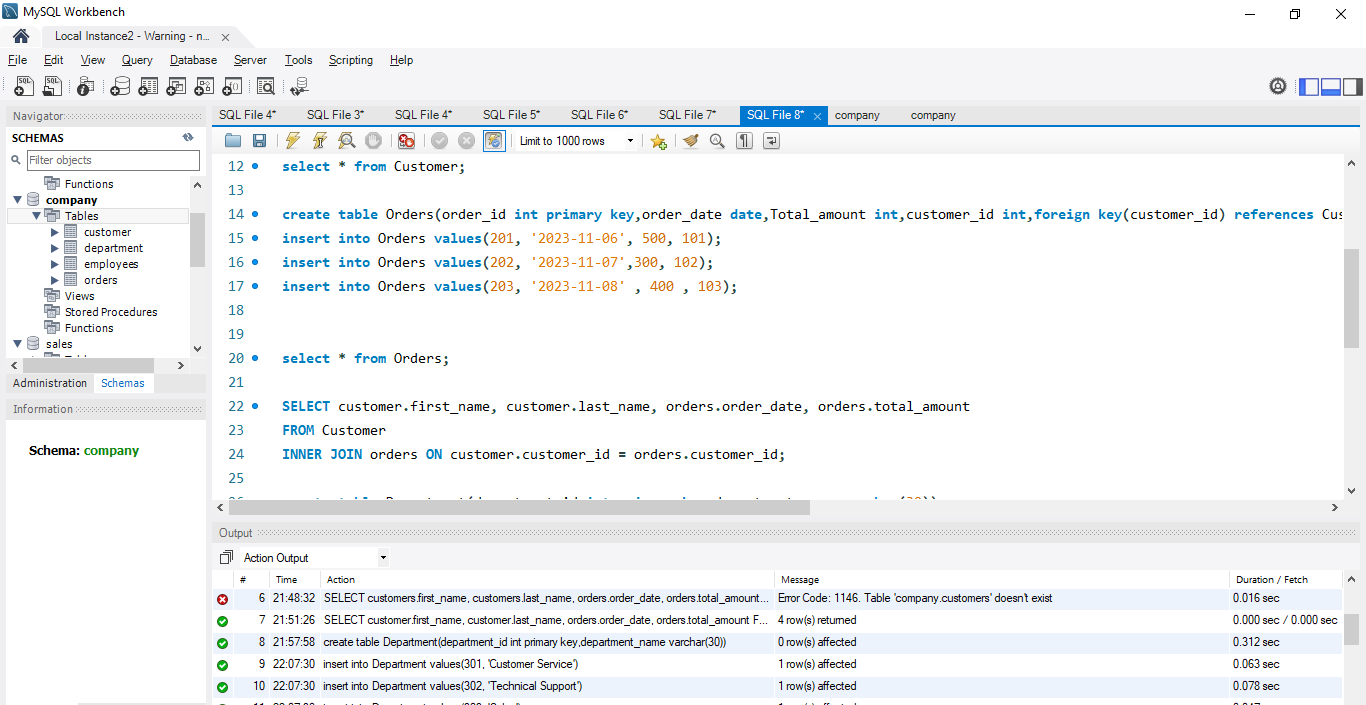 MySQL Workbench
Local Instance2 - Warning - n...
File Edit View Query Database Server Tools Scripting Help
Navigator
SCHEMAS
Filter objects
Functions
company
Tables
customer
department
employees
orders
Views
Stored Procedures
Functions
sales
Administration Schemas
Information
Schema: company
SQL File 4* SQL File 3* SQL File 4* SQL File 5* SQL File 6* SQL File 7* SQL File 8* company company
Limit to 1000 rows
12 select * from Customer;
13
14 create table Orders(order_id int primary key,order_date date,Total_amount int,customer_id int,foreign key(customer_id) references Cus
15 insert into Orders values(201, '2023-11-06', 500, 101);
16 insert into Orders values(202, '2023-11-07',300, 102);
17 insert into Orders values(203, '2023-11-08' , 400 , 103);
18
19
20 select * from Orders;
21
22 SELECT customer.first_name, customer.last_name, orders.order_date, orders.total_amount
23 FROM Customer
24 INNER JOIN orders ON customer.customer_id = orders.customer_id;
25
Output
Action Output
# Time Action Message Duration / Fetch
6 21:48:32 SELECT customers.first_name, customers.last_name, orders.order_date, orders.total_amount... Error Code: 1146. Table 'company.customers' doesn't exist 0.016 sec
7 21:51:26 SELECT customer.first_name, customer.last_name, orders.order_date, orders.total_amount F... 4 row(s) returned 0.000 sec / 0.000 sec
8 21:57:58 create table Department(department_id int primary key,department_name varchar(30)) 0 row(s) affected 0.312 sec
9 22:07:30 insert into Department values(301, 'Customer Service') 1 row(s) affected 0.063 sec
10 22:07:30 insert into Department values(302, 'Technical Support') 1 row(s) affected 0.078 sec